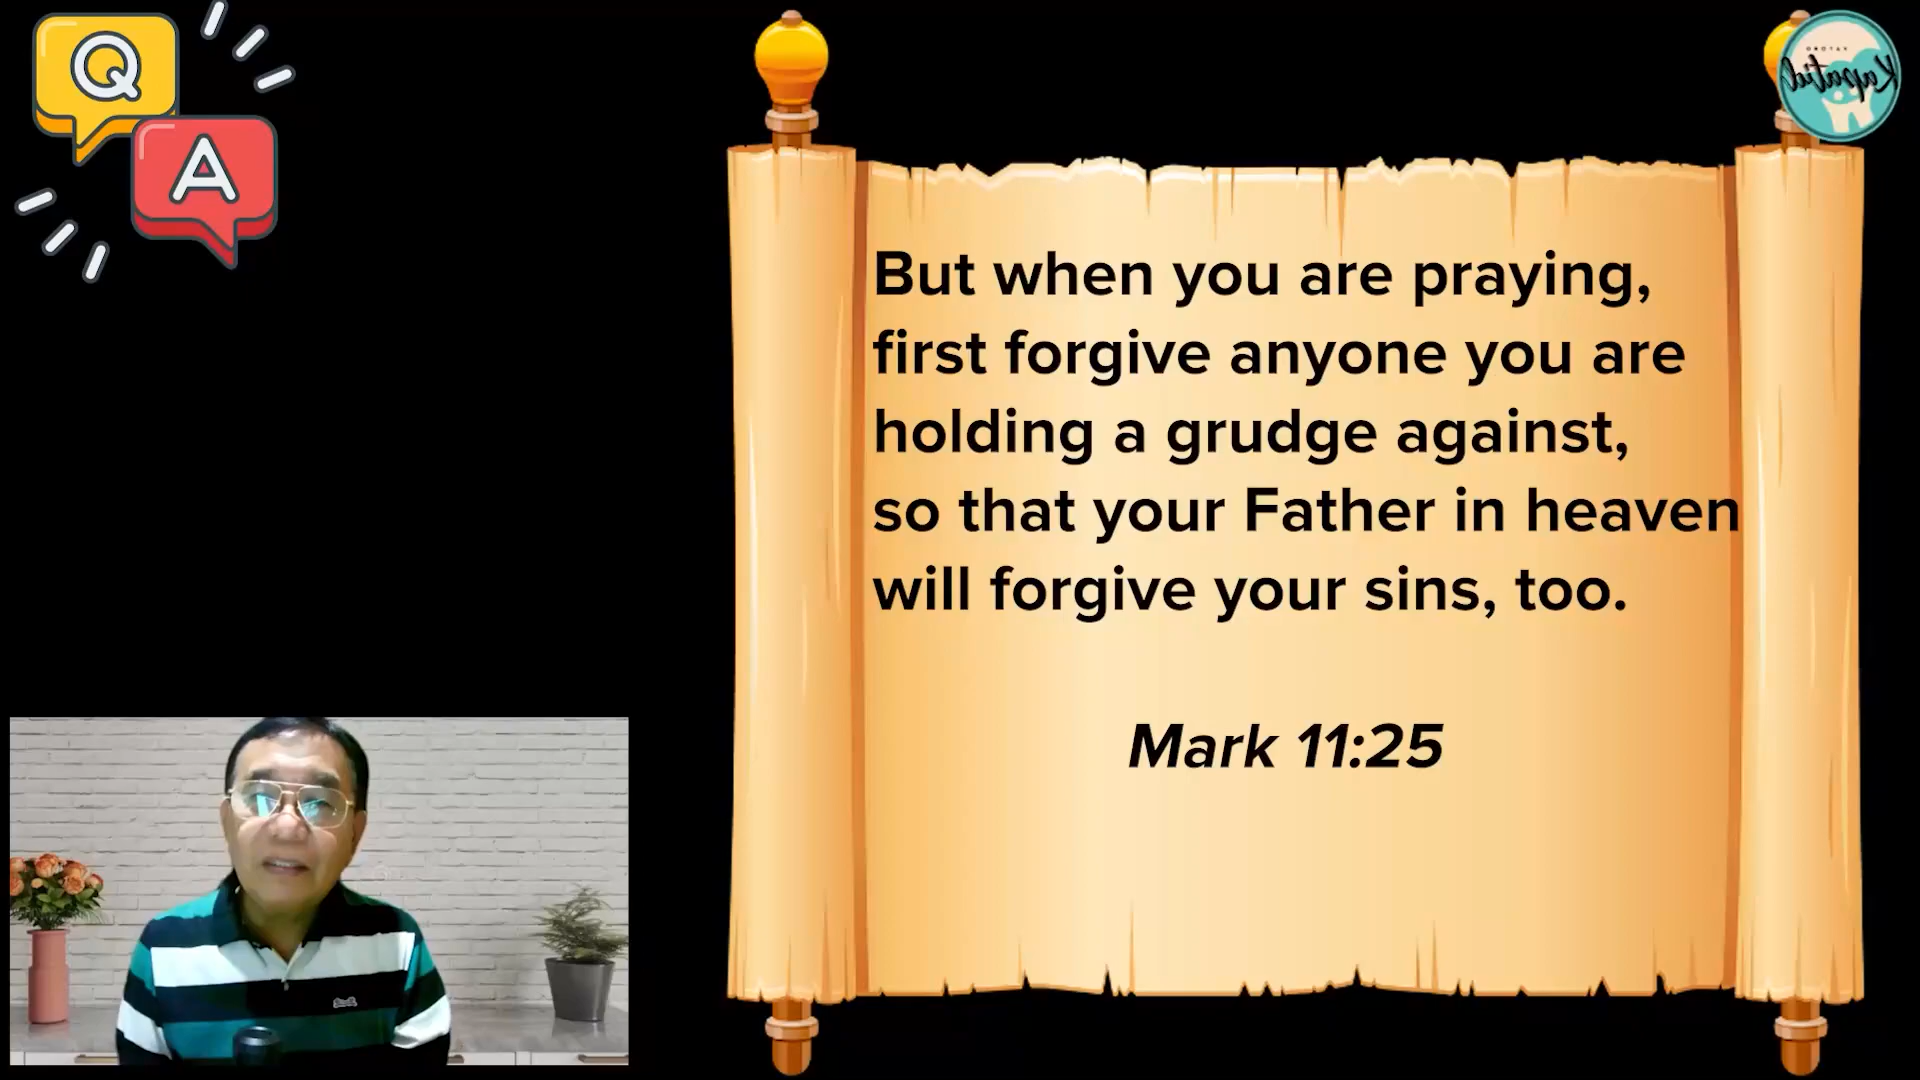 Q
A
Kapatid
But when you are praying,
first forgive anyone you are
holding a grudge against,
so that your Father in heaven
will forgive your sins, too.
Mark 11:25